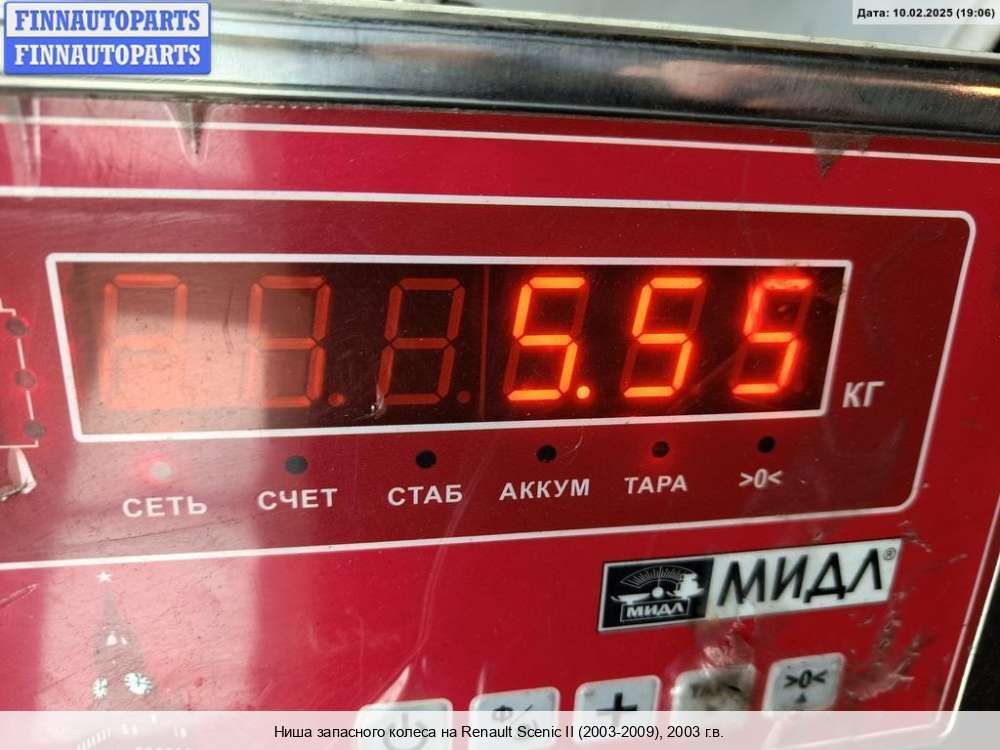 FINNAUTOPARTS
FINNAUTOPARTS
Дата: 10.02.2025 (19:06)
5.55
КГ
СЕТЬ СЧЕТ СТАБ АККУМ ТАРА >0<
МИДЛ МИДЛ®
>0<
Ниша запасного колеса на Renault Scenic II (2003-2009), 2003 г.в.